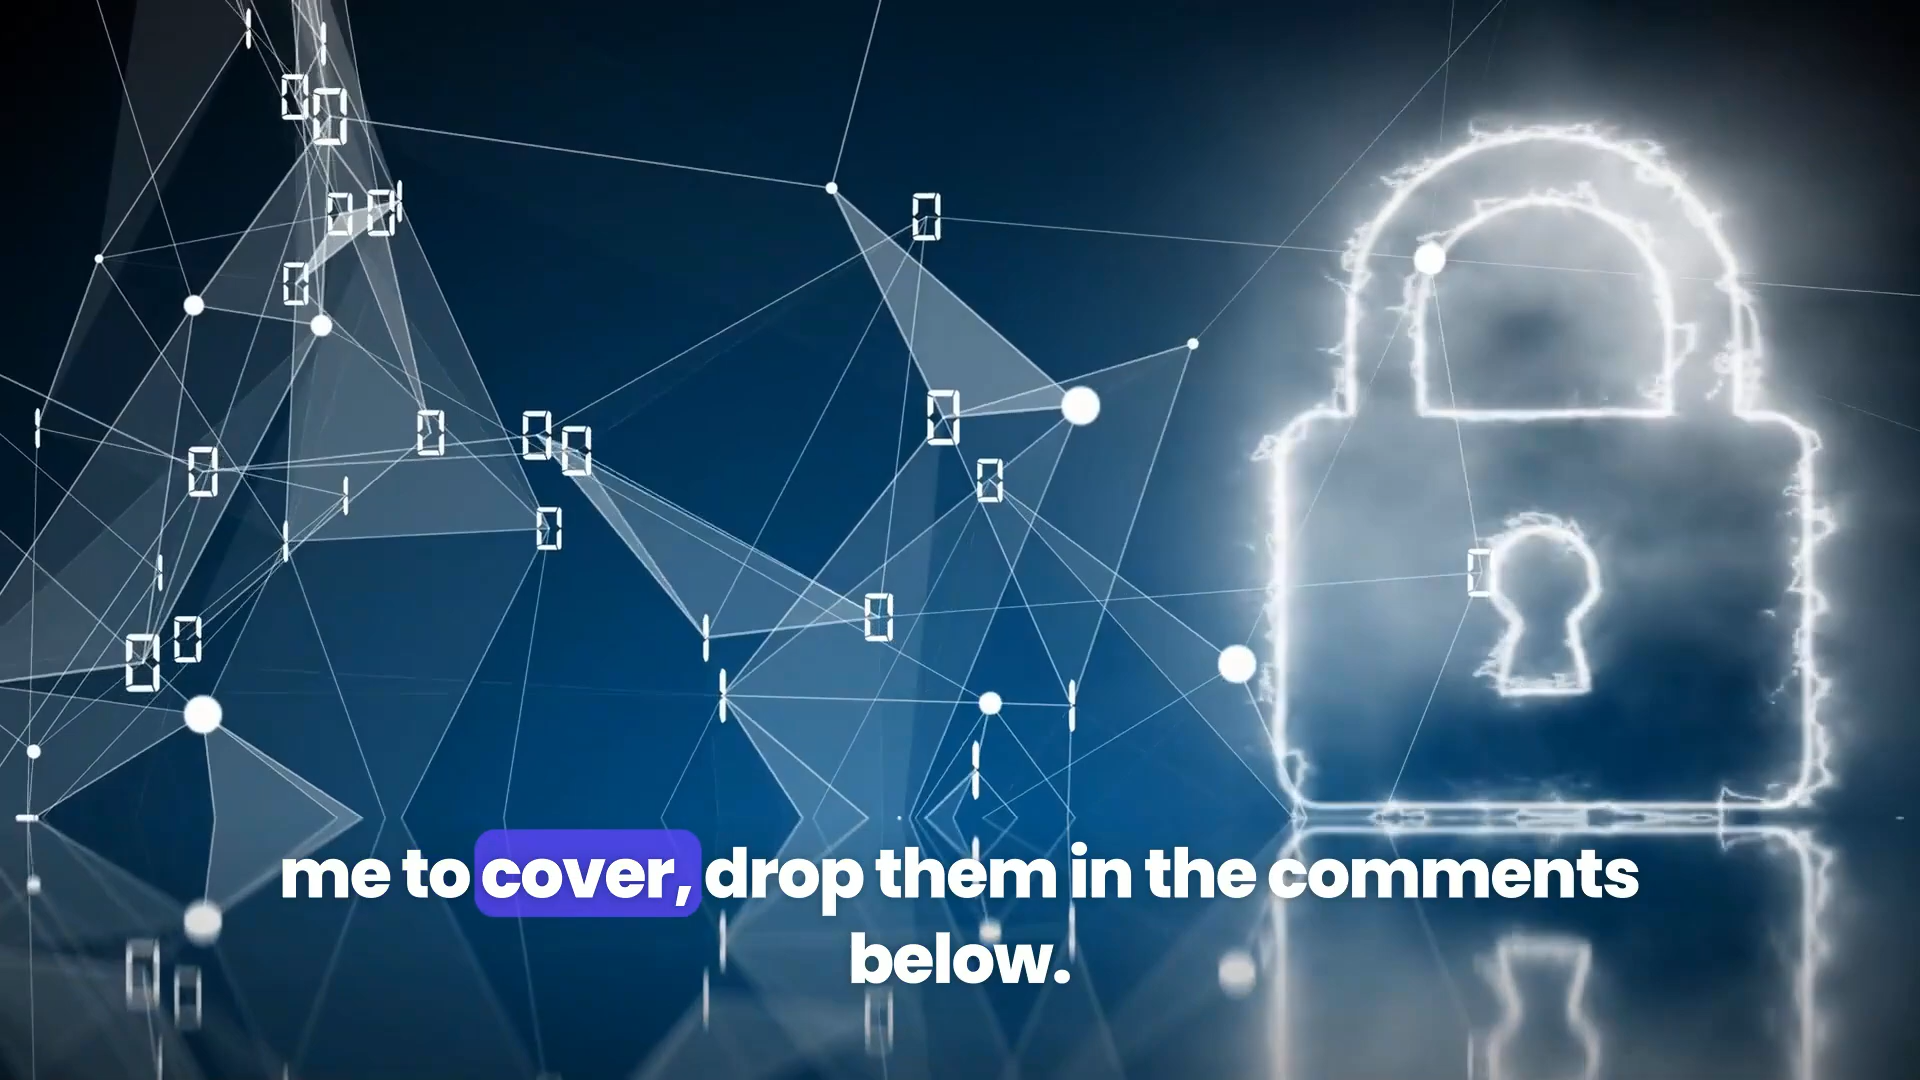 me to cover, drop them in the comments
below.